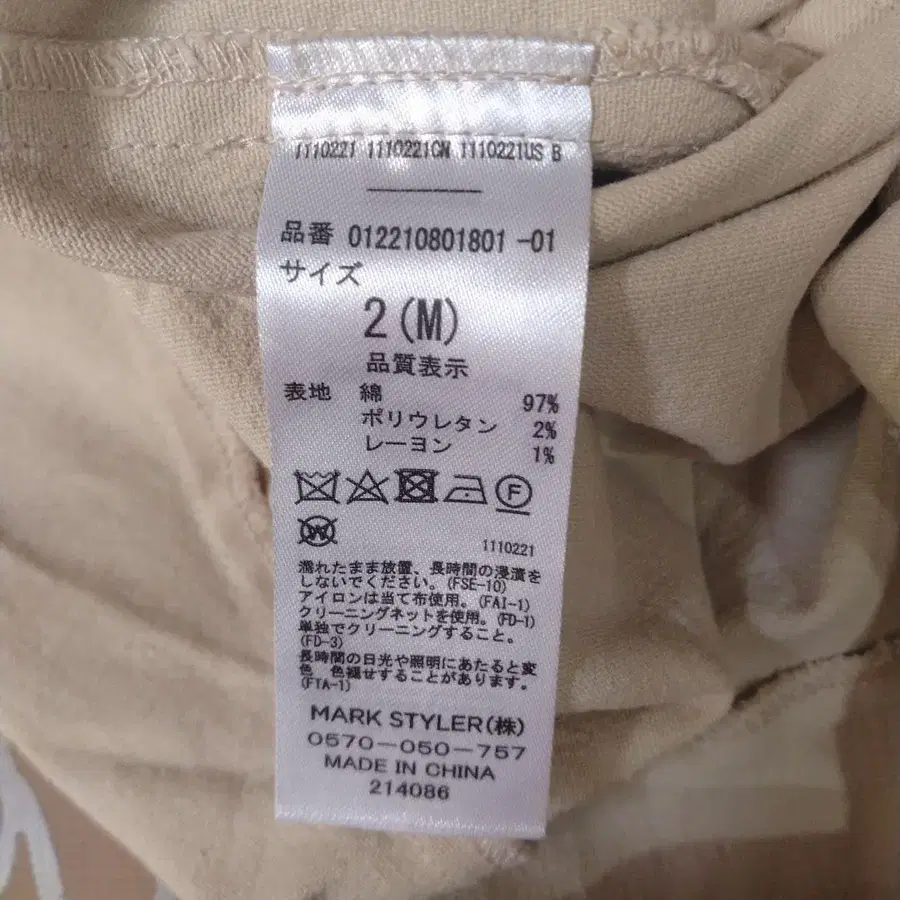 1110221 1110221CN 1110221US B
品番 012210801801 -01
サイズ
2 (M)
品質表示
表地 綿 97%
ポリウレタン 2%
レーヨン 1%
F
W
1110221
濡れたまま放置、長時間の浸漬を
しないでください。(FSE-10)
アイロンは当て布使用。(FAI-1)
クリーニングネットを使用。(FD-1)
単独でクリーニングすること。
(FD-3)
長時間の日光や照明にあたると変
色 色褪せすることがあります。
(FTA-1)
MARK STYLER(株)
0570-050-757
MADE IN CHINA
214086